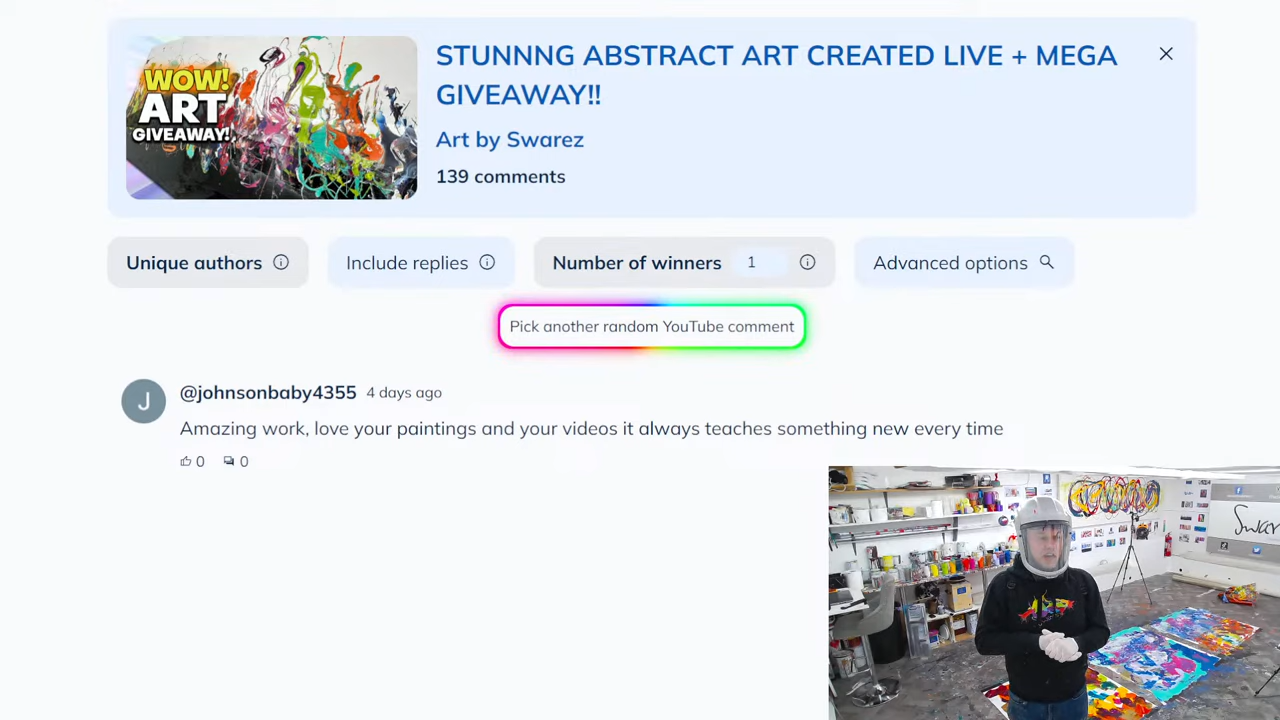 WOW!
ART
GIVEAWAY!
STUNNNG ABSTRACT ART CREATED LIVE + MEGA
GIVEAWAY!!
Art by Swarez
139 comments
Unique authors
Include replies
Number of winners 1
Advanced options
Pick another random YouTube comment
J
@johnsonbaby4355 4 days ago
Amazing work, love your paintings and your videos it always teaches something new every time
0 0
Swar